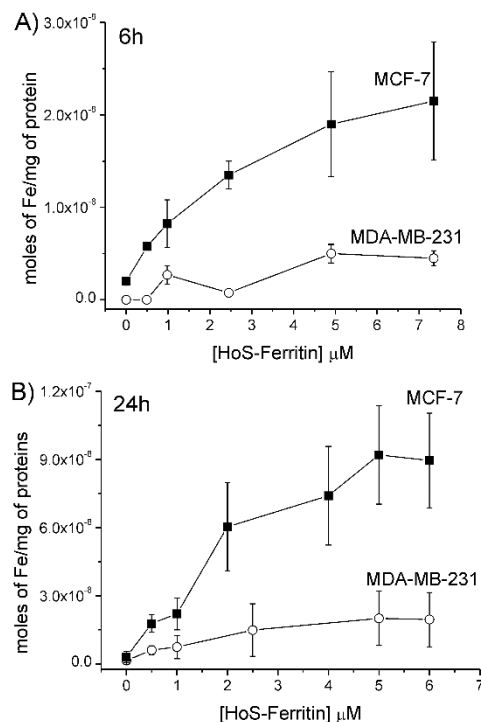 A)
6h
3.0x10⁻⁸
2.0x10⁻⁸
1.0x10⁻⁸
0.0
moles of Fe/mg of protein
MCF-7
MDA-MB-231
0 1 2 3 4 5 6 7 8
[HoS-Ferritin] μM
B)
24h
1.2x10⁻⁷
9.0x10⁻⁸
6.0x10⁻⁸
3.0x10⁻⁸
0.0
moles of Fe/mg of proteins
MCF-7
MDA-MB-231
0 1 2 3 4 5 6 7
[HoS-Ferritin] μM